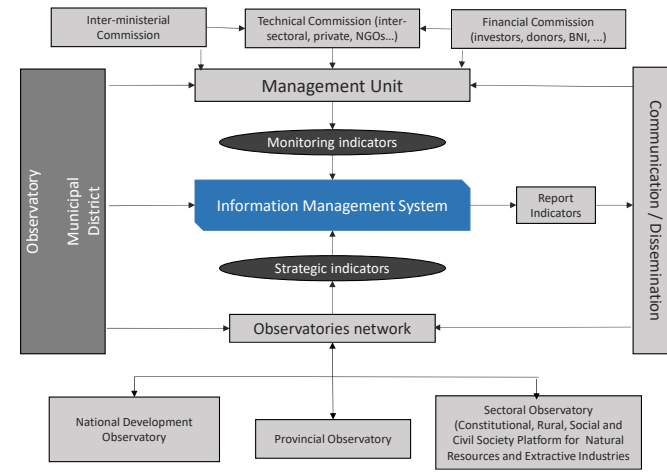 Inter-ministerial
Commission
Technical Commission (inter-
sectoral, private, NGOs...)
Financial Commission
(investors, donors, BNI, ...)
Management Unit
Monitoring indicators
Observatory
Municipal
District
Information Management System
Report
Indicators
Communication / Dissemination
Strategic indicators
Observatories network
National Development
Observatory
Provincial Observatory
Sectoral Observatory
(Constitutional, Rural, Social and
Civil Society Platform for Natural
Resources and Extractive Industries